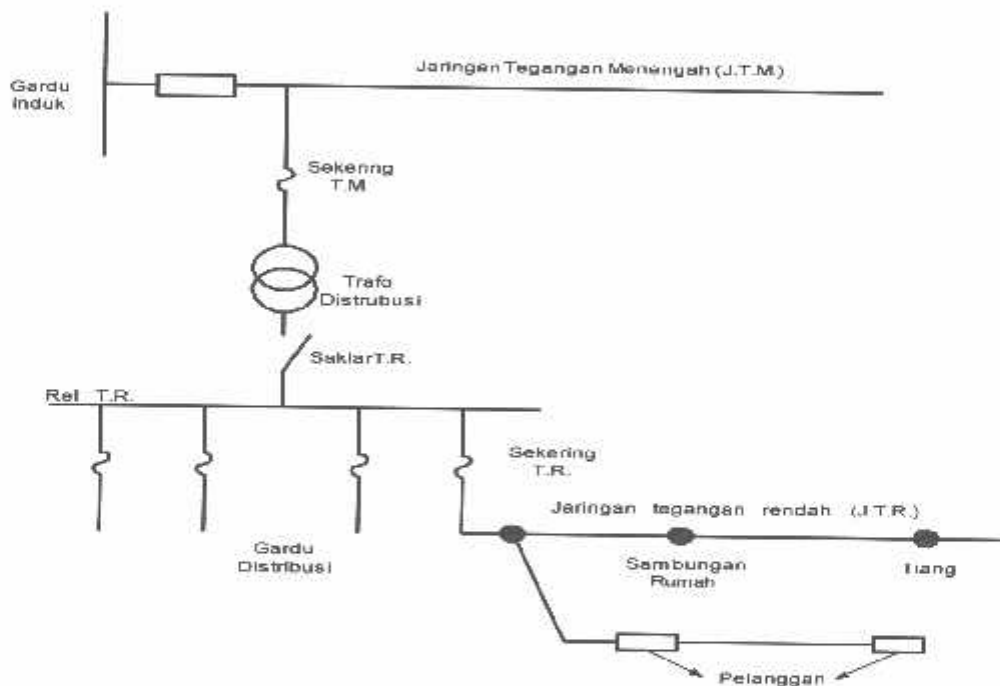 Jaringan Tegangan Menengah (J.T.M.)
Gardu
Induk
Sekering
T.M
Trafo
Distrubusi
Saklar T.R.
Rel T.R.
Sekering
T.R.
Jaringan tegangan rendah (J.T.R.)
Gardu
Distribusi
Sambungan
Rumah
Tiang
Pelanggan